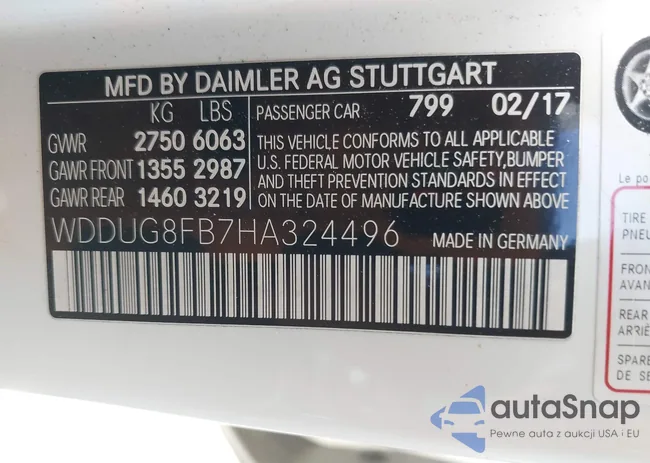 MFD BY DAIMLER AG STUTTGART
KG LBS
GVWR 2750 6063
GAWR FRONT 1355 2987
GAWR REAR 1460 3219
PASSENGER CAR 799 02/17
THIS VEHICLE CONFORMS TO ALL APPLICABLE
U.S. FEDERAL MOTOR VEHICLE SAFETY,BUMPER
AND THEFT PREVENTION STANDARDS IN EFFECT
ON THE DATE OF MANUFACTURE SHOWN ABOVE
WDDUG8FB7HA324496 MADE IN GERMANY
Le po
TIRE
PNEU
FRON
AVAN
REAR
ARRIÈ
SPARE
DE SE
autaSnap
Pewne auta z aukcji USA i EU